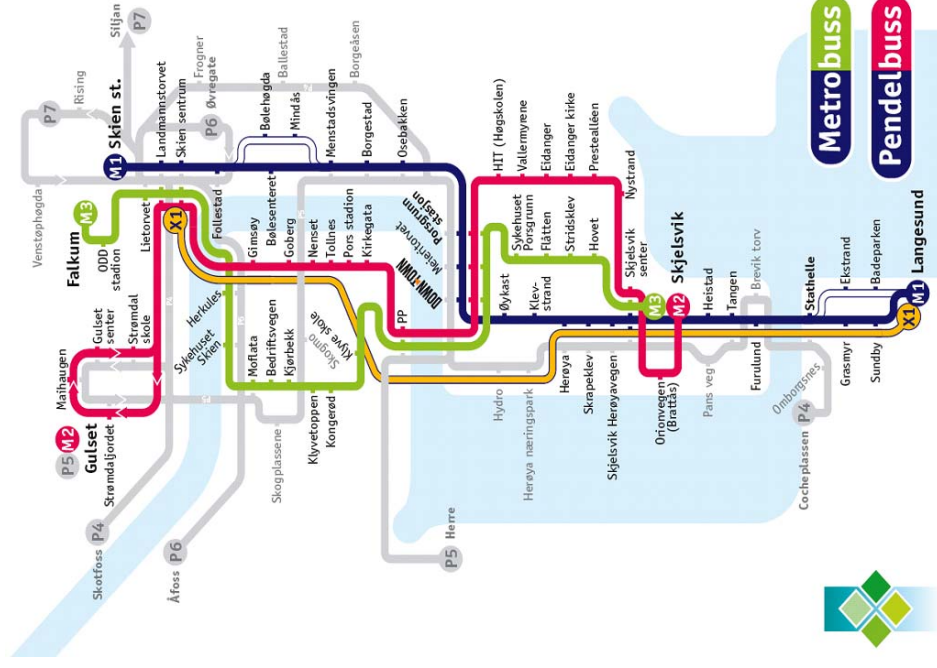 Siljan
P7
P7
Rising
Venstøphøgda
Skien st.
M1
Landmannstorvet
Skien sentrum
P6 Øvregate
Frogner
Ballestad
Borgeåsen
Bølehøgda
Mindås
Menstadsvingen
Borgestad
Osebakken
Falkum
M3
ODD
stadion
Lietorvet
X1
Follestad
Bølesenteret
Gimsøy
Goberg
Nenset
Tollnes
Pors stadion
Kirkegata
Meieritorvet
Porsgrunn
stasjon
DOWNTOWN
PP
HIT (Høgskolen)
Vallermyrene
Eidanger
Eidanger kirke
Prestealléen
Nystrand
Sykehuset
Porsgrunn
Flåtten
Stridsklev
Hovet
Skjelsvik
senter
M3
M2
Skjelsvik
Maihaugen
Gulset
senter
Strømdal
skole
P5 M2
Gulset
Strømdaljordet
Herkules
Sykehuset
Skien
Moflata
Bedriftsvegen
Kjørbekk
Skogmo
Klyve skole
Skogplassene
Klyvetoppen
Kongerød
Skotfoss P4
Åfoss P6
P5 Herre
Øykast
Klev-
strand
Hydro
Herøya næringspark
Herøya
Skrapeklev
Skjelsvik Herøyavegen
Orionvegen
(Brattås)
Heistad
Tangen
Brevik torv
Pans veg
Furulund
Stathelle
Omborgsnes
Cocheplassen P4
Ekstrand
Badeparken
Grasmyr
Sundby
M1 Langesund
X1
Metrobuss
Pendelbuss